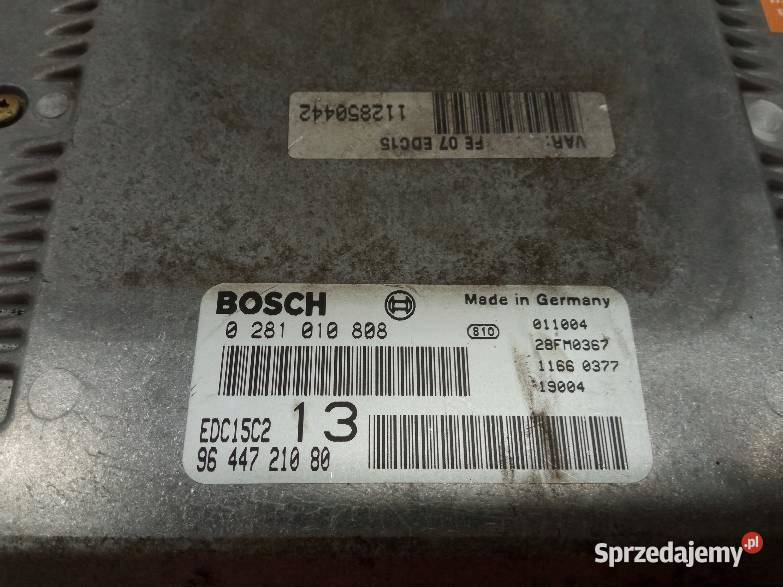 VAR:
FE 07 EDC15
112850442
BOSCH
Made in Germany
0 281 010 808
810
011004
28FM0367
1166 0377
19004
EDC15C2 13
96 447 210 80
Sprzedajemy.pl